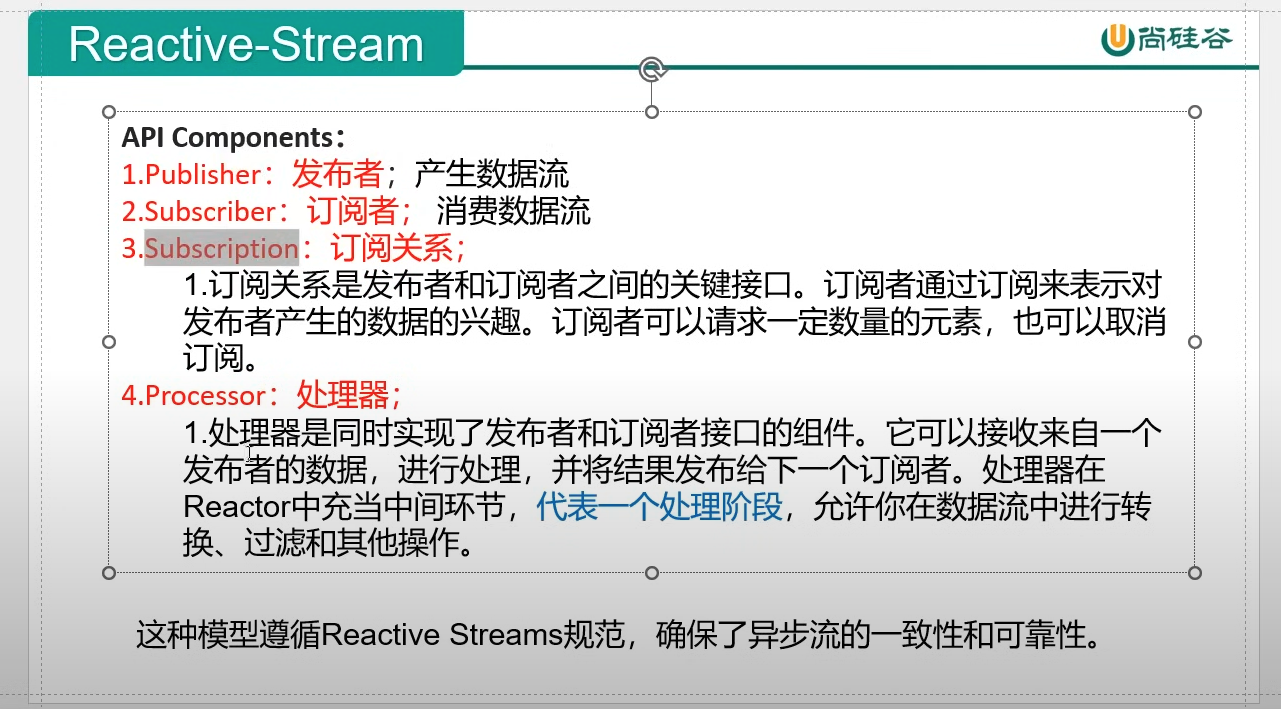 Reactive-Stream
尚硅谷
API Components：
1.Publisher：发布者；产生数据流
2.Subscriber：订阅者； 消费数据流
3.Subscription：订阅关系；
1.订阅关系是发布者和订阅者之间的关键接口。订阅者通过订阅来表示对
发布者产生的数据的兴趣。订阅者可以请求一定数量的元素，也可以取消
订阅。
4.Processor：处理器；
1.处理器是同时实现了发布者和订阅者接口的组件。它可以接收来自一个
发布者的数据，进行处理，并将结果发布给下一个订阅者。处理器在
Reactor中充当中间环节，代表一个处理阶段，允许你在数据流中进行转
换、过滤和其他操作。
这种模型遵循Reactive Streams规范，确保了异步流的一致性和可靠性。